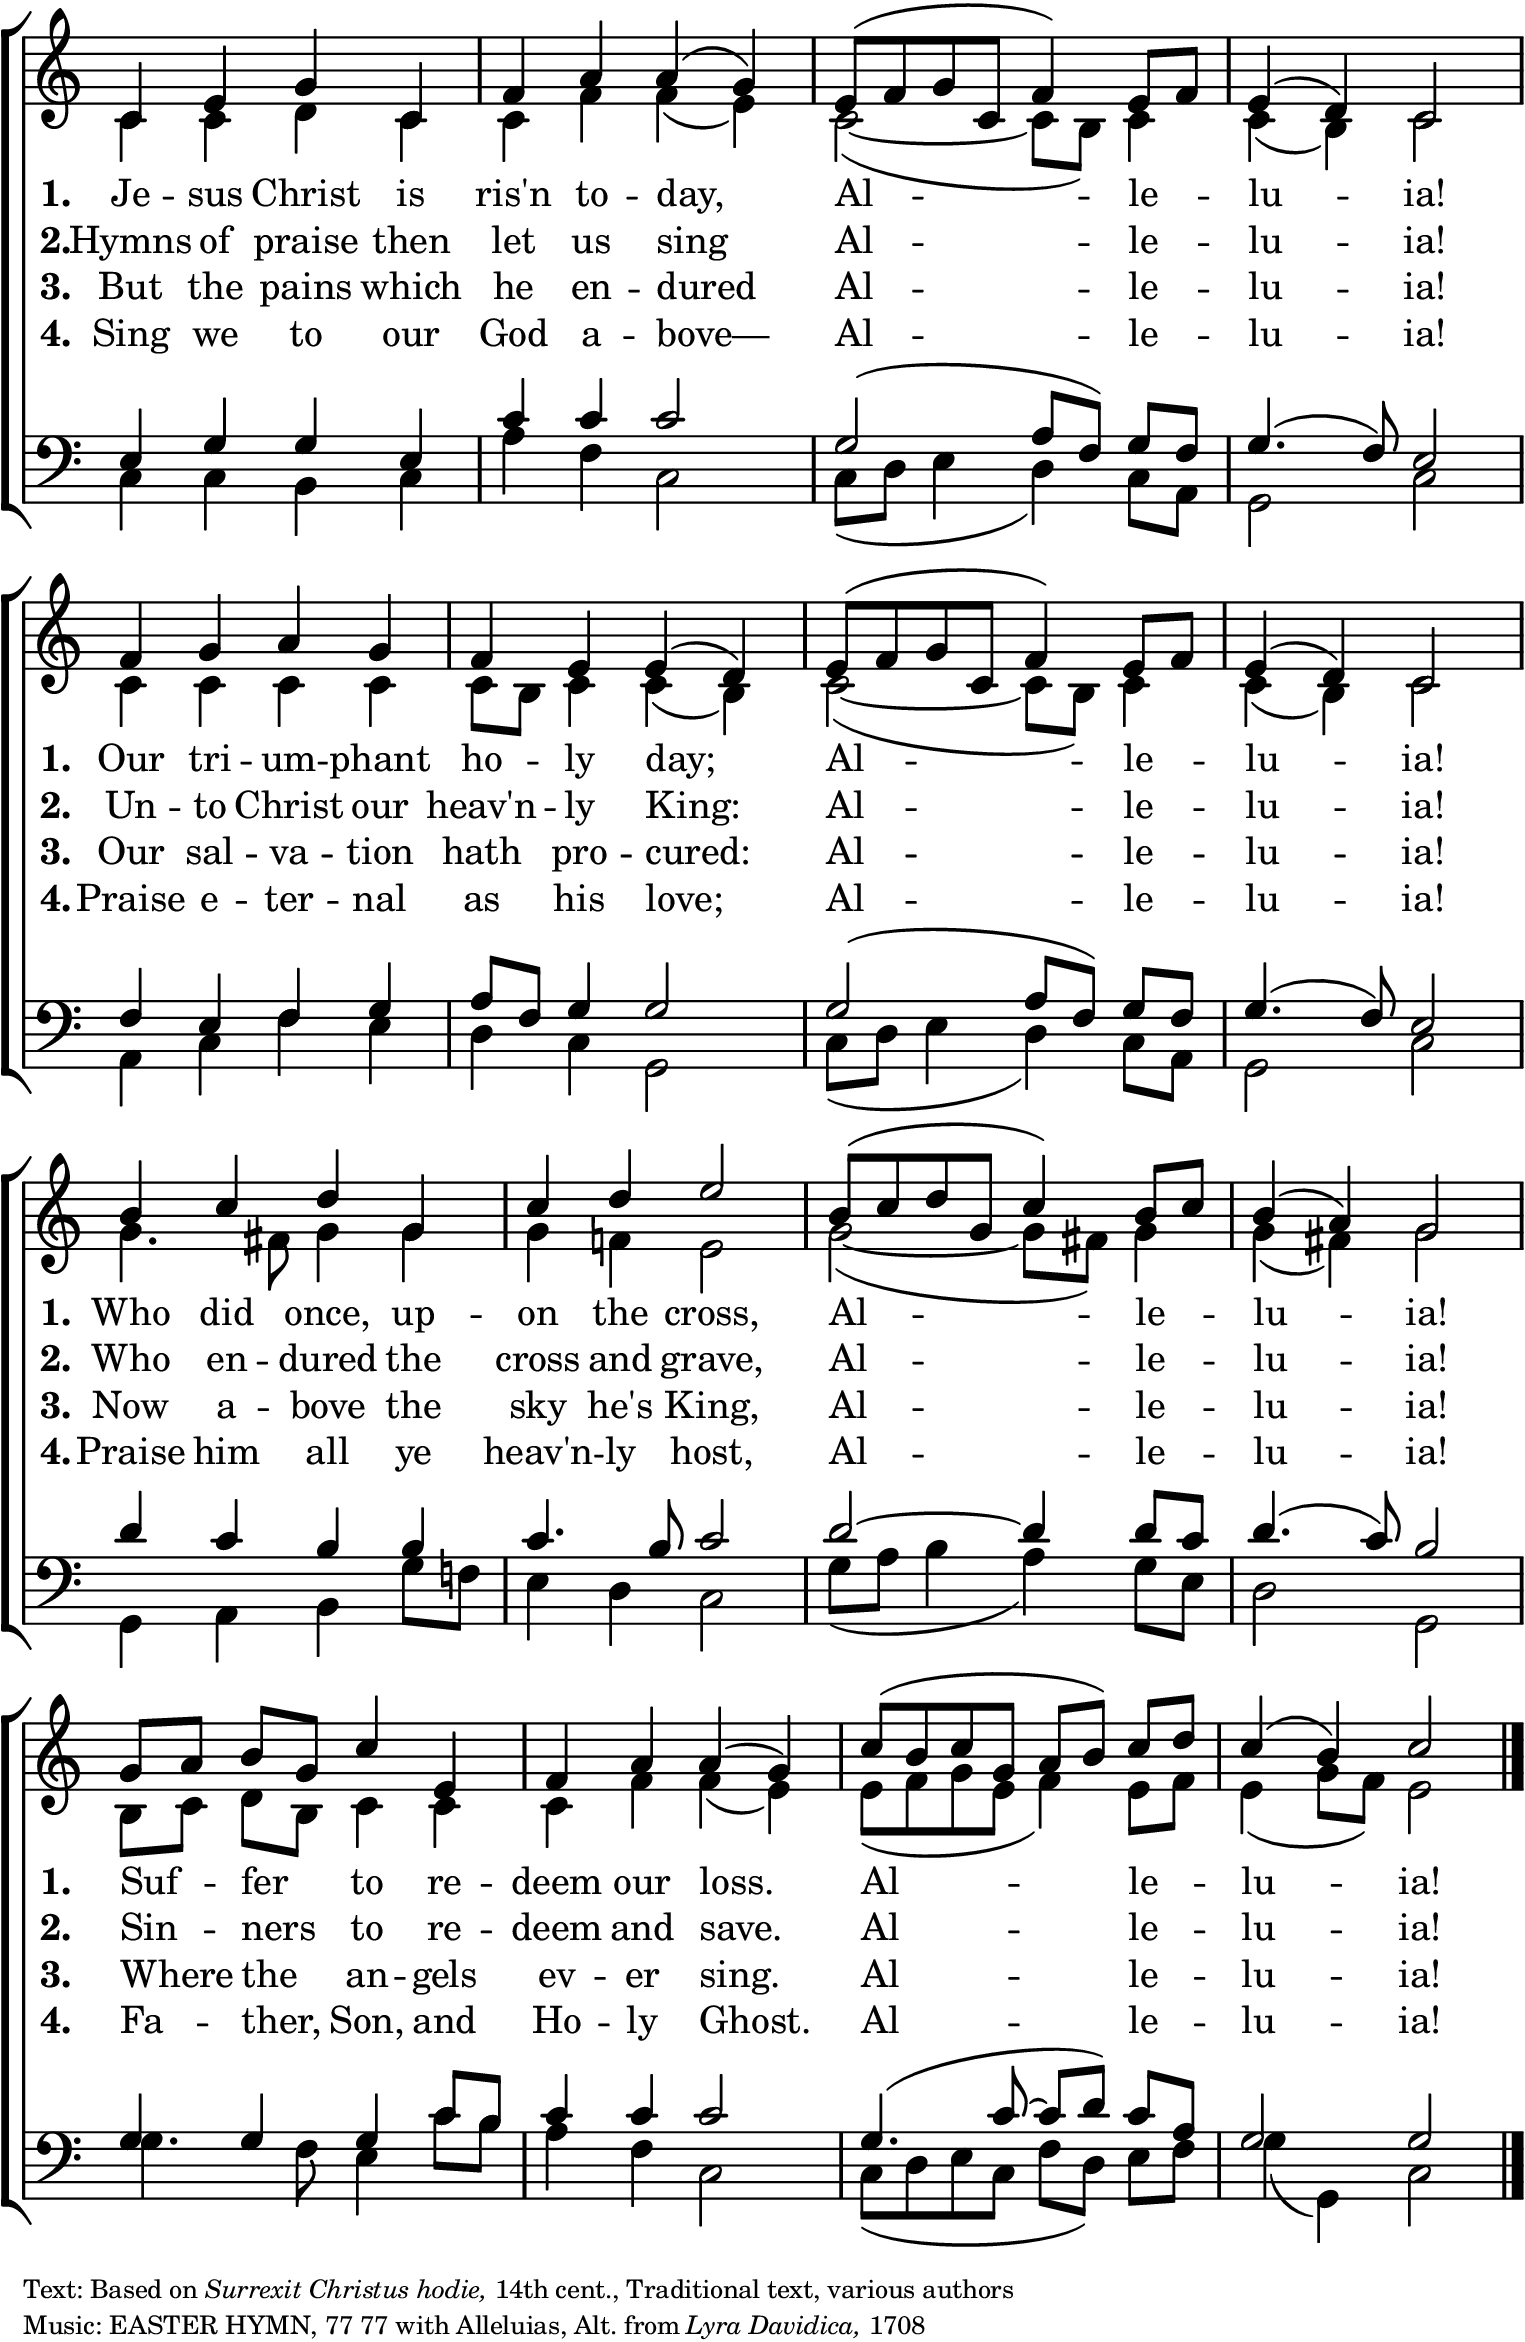 1. Je -- sus Christ is ris'n to -- day, Al -- -- le -- lu -- ia!
2. Hymns of praise then let us sing Al -- -- le -- lu -- ia!
3. But the pains which he en -- dured Al -- -- le -- lu -- ia!
4. Sing we to our God a -- bove— Al -- -- le -- lu -- ia!
1. Our tri -- um -- phant ho -- ly day; Al -- -- le -- lu -- ia!
2. Un -- to Christ our heav'n -- ly King: Al -- -- le -- lu -- ia!
3. Our sal -- va -- tion hath pro -- cured: Al -- -- le -- lu -- ia!
4. Praise e -- ter -- nal as his love; Al -- -- le -- lu -- ia!
1. Who did once, up -- on the cross, Al -- -- le -- lu -- ia!
2. Who en -- dured the cross and grave, Al -- -- le -- lu -- ia!
3. Now a -- bove the sky he's King, Al -- -- le -- lu -- ia!
4. Praise him all ye heav'n -- ly host, Al -- -- le -- lu -- ia!
1. Suf -- fer to re -- deem our loss. Al -- -- le -- lu -- ia!
2. Sin -- ners to re -- deem and save. Al -- -- le -- lu -- ia!
3. Where the an -- gels ev -- er sing. Al -- -- le -- lu -- ia!
4. Fa -- ther, Son, and Ho -- ly Ghost. Al -- -- le -- lu -- ia!
Text: Based on Surrexit Christus hodie, 14th cent., Traditional text, various authors
Music: EASTER HYMN, 77 77 with Alleluias, Alt. from Lyra Davidica, 1708